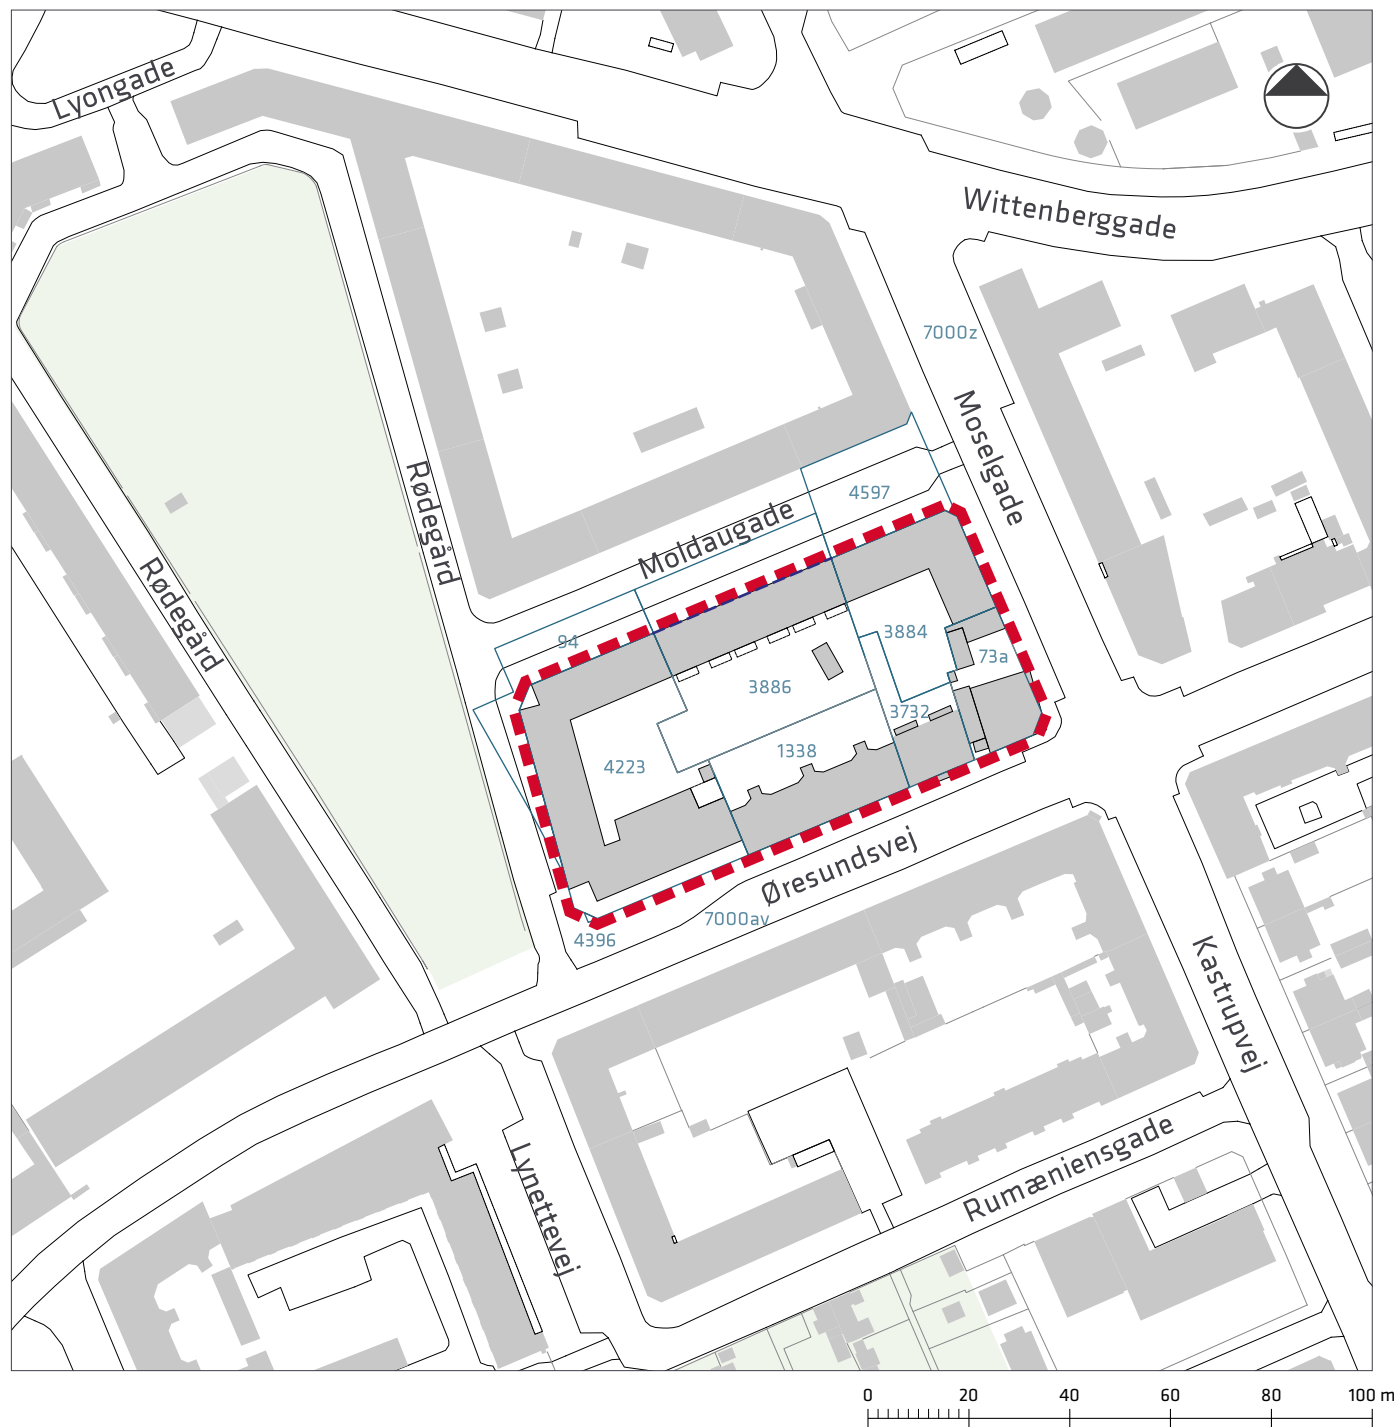 Lyongade
Wittenberggade
7000z
Moselgade
Rødegård
4597
Moldaugade
Rødegård
94
3884
73a
3886
3732
1338
4223
Øresundsvej
7000av
4396
Kastrupvej
Lynettevej
Rumæniensgade
0 20 40 60 80 100 m